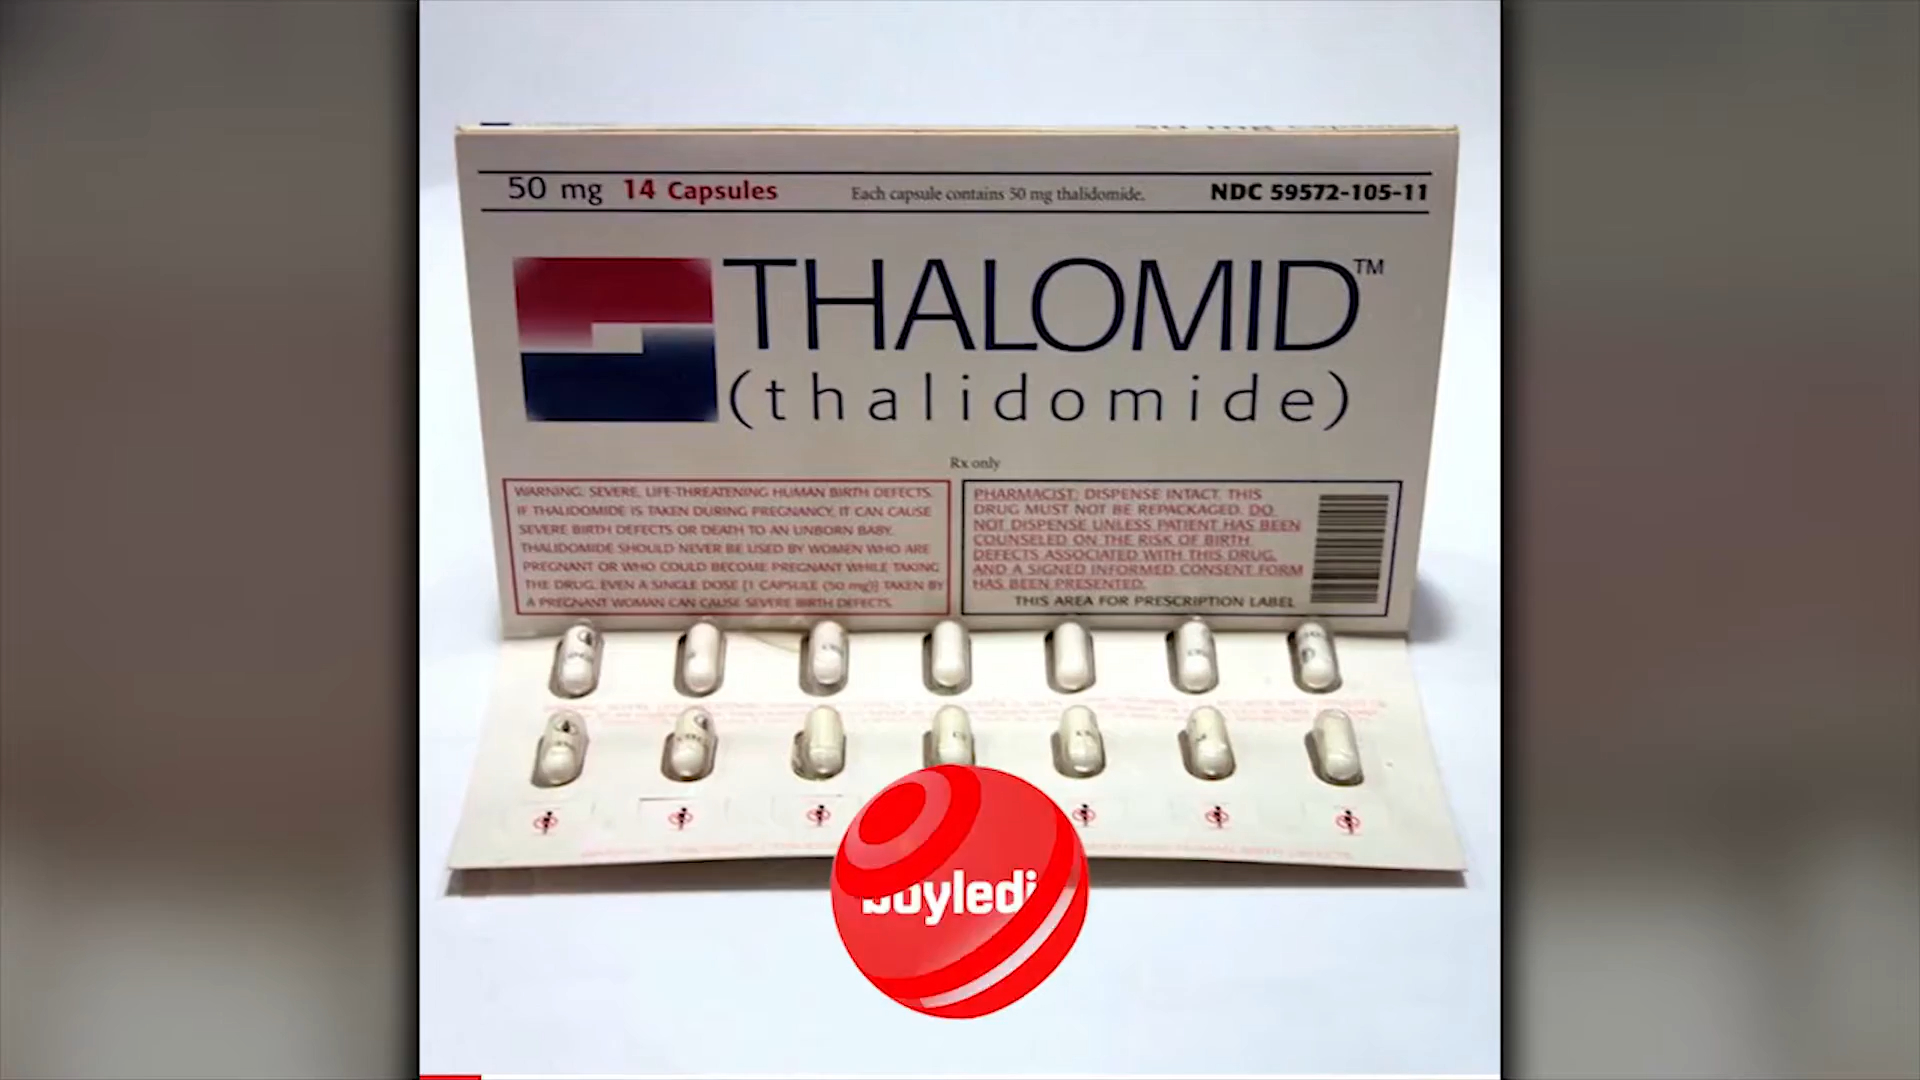 50 mg 14 Capsules Each capsule contains 50 mg thalidomide. NDC 59572-105-11
THALOMID™
(thalidomide)
Rx only
WARNING: SEVERE, LIFE-THREATENING HUMAN BIRTH DEFECTS.
IF THALIDOMIDE IS TAKEN DURING PREGNANCY, IT CAN CAUSE
SEVERE BIRTH DEFECTS OR DEATH TO AN UNBORN BABY.
THALIDOMIDE SHOULD NEVER BE USED BY WOMEN WHO ARE
PREGNANT OR WHO COULD BECOME PREGNANT WHILE TAKING
THE DRUG. EVEN A SINGLE DOSE [1 CAPSULE (50 mg)] TAKEN BY
A PREGNANT WOMAN CAN CAUSE SEVERE BIRTH DEFECTS.
PHARMACIST: DISPENSE INTACT. THIS
DRUG MUST NOT BE REPACKAGED. DO
NOT DISPENSE UNLESS PATIENT HAS BEEN
COUNSELED ON THE RISK OF BIRTH
DEFECTS ASSOCIATED WITH THIS DRUG,
AND A SIGNED INFORMED CONSENT FORM
HAS BEEN PRESENTED.
THIS AREA FOR PRESCRIPTION LABEL
buyledi